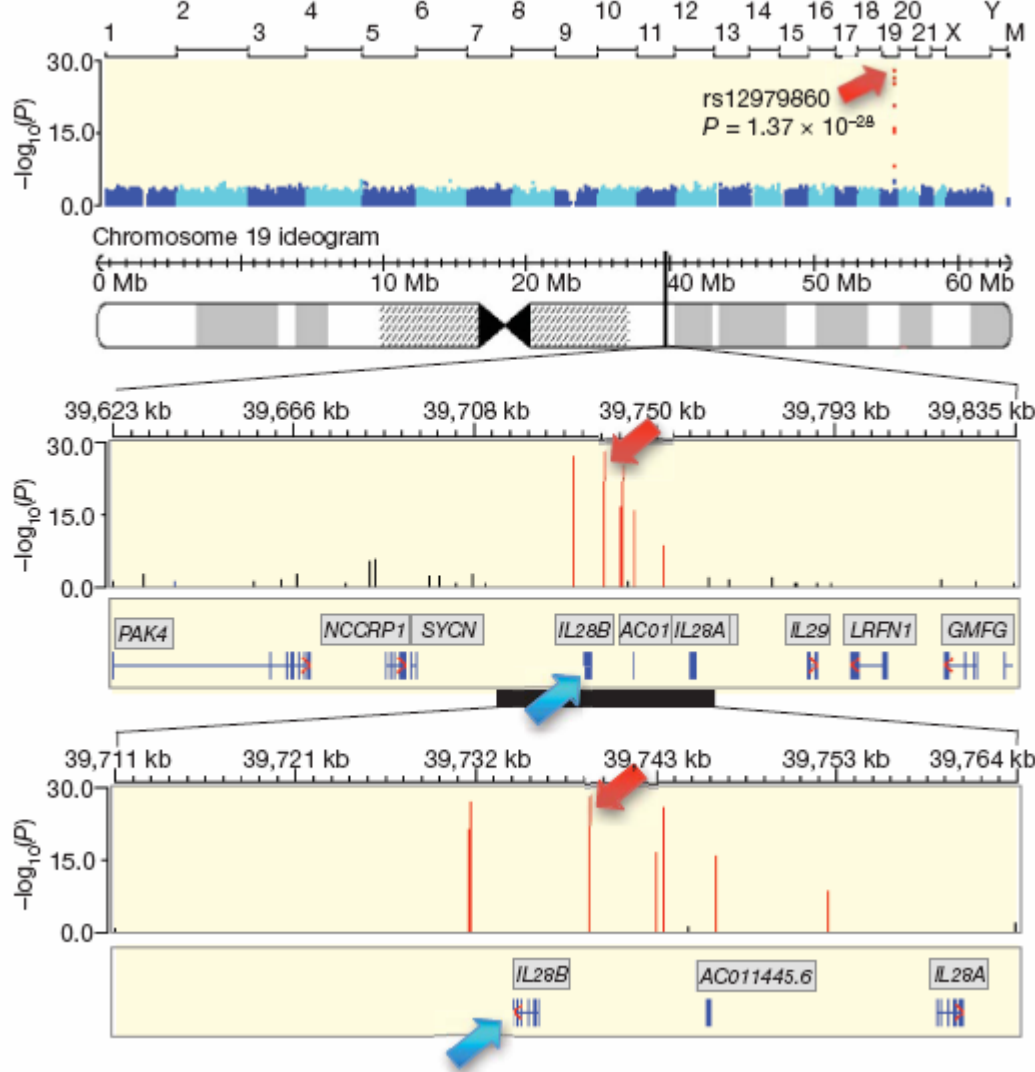 2 4 6 8 10 12 14 16 18 20 Y
1 3 5 7 9 11 13 15 17 19 21 X M
30.0
15.0
0.0
–log10(P)
rs12979860
P = 1.37 × 10–28
Chromosome 19 ideogram
0 Mb 10 Mb 20 Mb 40 Mb 50 Mb 60 Mb
39,623 kb 39,666 kb 39,708 kb 39,750 kb 39,793 kb 39,835 kb
30.0
15.0
0.0
–log10(P)
PAK4 NCCRP1 SYCN IL28B AC01 IL28A IL29 LRFN1 GMFG
39,711 kb 39,721 kb 39,732 kb 39,743 kb 39,753 kb 39,764 kb
30.0
15.0
0.0
–log10(P)
IL28B AC011445.6 IL28A